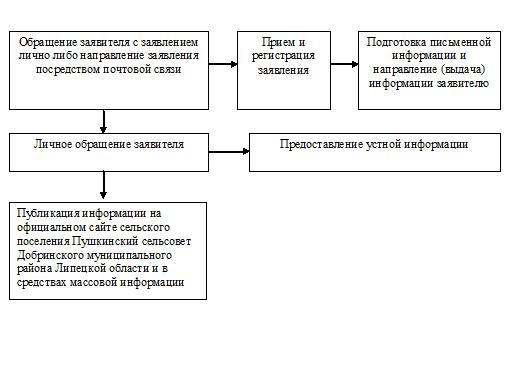 Обращение заявителя с заявлением
лично либо направление заявления
посредством почтовой связи
Прием и
регистрация
заявления
Подготовка письменной
информации и
направление (выдача)
информации заявителю
Личное обращение заявителя
Предоставление устной информации
Публикация информации на
официальном сайте сельского
поселения Пушкинский сельсовет
Добринского муниципального
района Липецкой области и в
средствах массовой информации